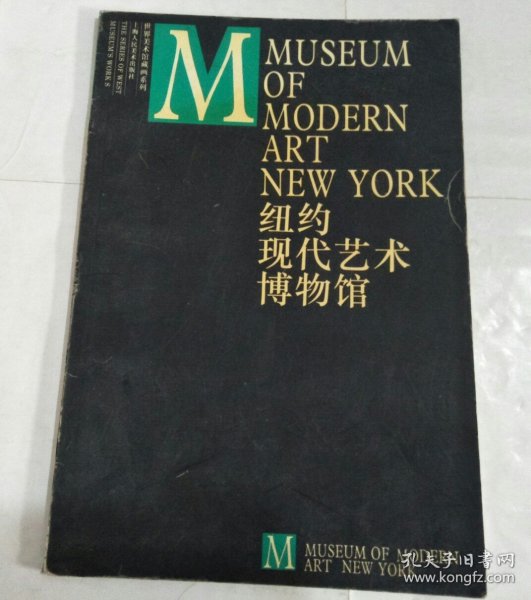 世界美术馆藏画系列
上海人民美术出版社
THE SERIES OF WEST
MUSEUM'S WORKS
M
MUSEUM
OF
MODERN
ART
NEW YORK
纽约
现代艺术
博物馆
M
MUSEUM OF MODERN
ART NEW YORK
孔夫子旧书网
www.kongfz.com